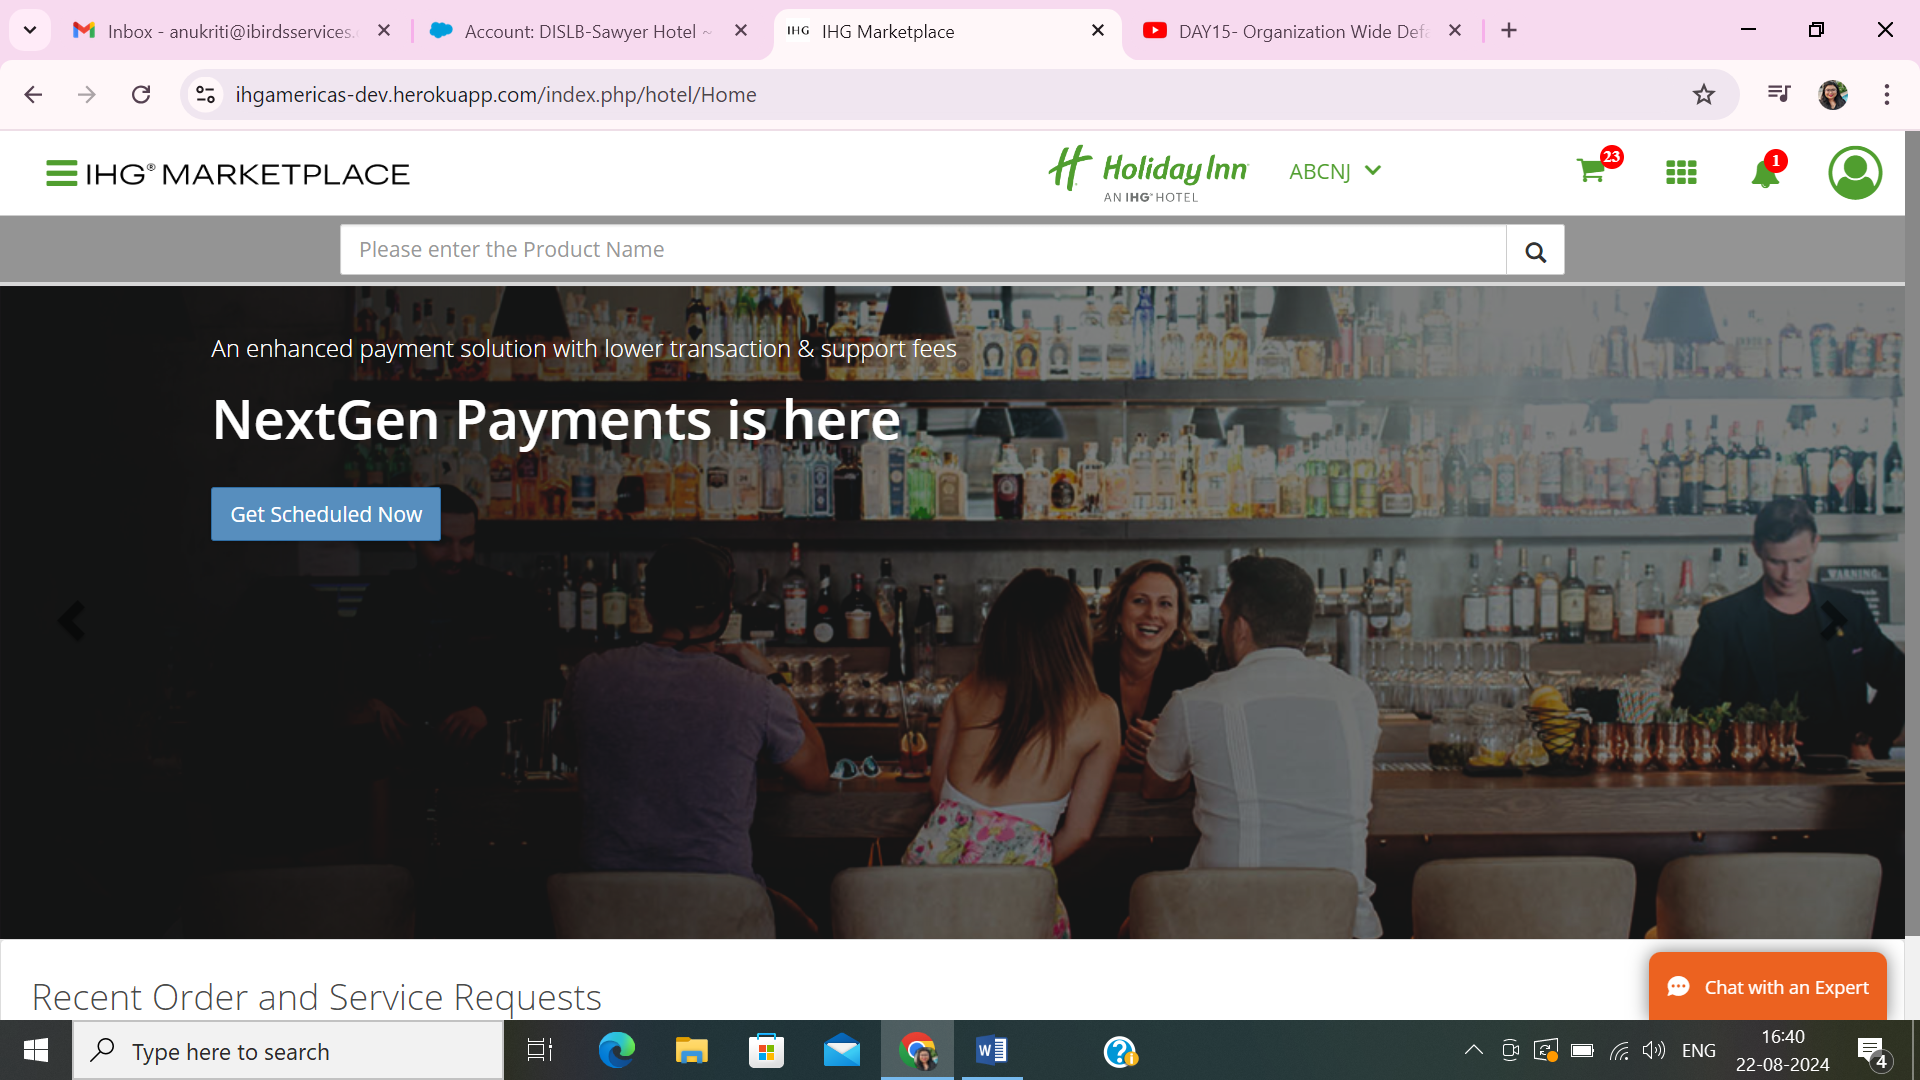 Inbox - anukriti@ibirdsservices.
Account: DISLB-Sawyer Hotel ~
IHG
IHG Marketplace
DAY15- Organization Wide Defa
ihgamericas-dev.herokuapp.com/index.php/hotel/Home
IHG® MARKETPLACE
H Holiday Inn
AN IHG® HOTEL
ABCNJ
23
1
Please enter the Product Name
An enhanced payment solution with lower transaction & support fees
NextGen Payments is here
Get Scheduled Now
WARNING:
Recent Order and Service Requests
Chat with an Expert
Type here to search
W
ENG
16:40
22-08-2024
4